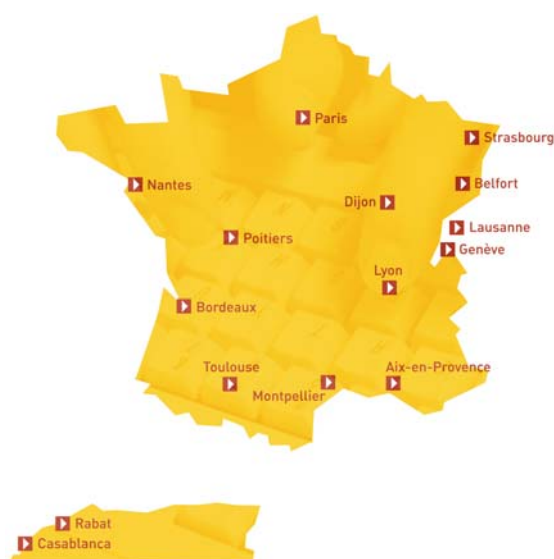 Paris
Strasbourg
Nantes
Belfort
Dijon
Lausanne
Poitiers
Genève
Lyon
Bordeaux
Toulouse
Aix-en-Provence
Montpellier
Rabat
Casablanca